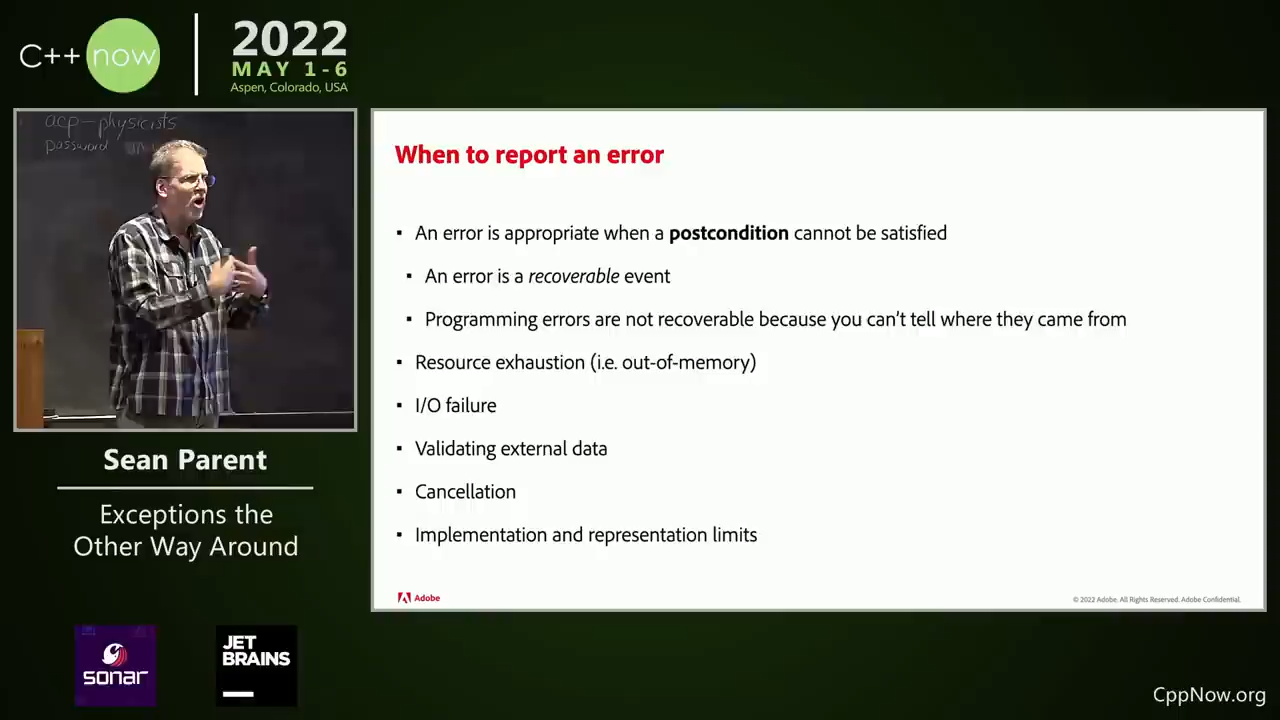 C++ now
2022
MAY 1-6
Aspen, Colorado, USA
acp-physicists
password
Sean Parent
Exceptions the
Other Way Around
sonar
JET
BRAINS
When to report an error
▪ An error is appropriate when a postcondition cannot be satisfied
▪ An error is a recoverable event
▪ Programming errors are not recoverable because you can't tell where they came from
▪ Resource exhaustion (i.e. out-of-memory)
▪ I/O failure
▪ Validating external data
▪ Cancellation
▪ Implementation and representation limits
Adobe
© 2022 Adobe. All Rights Reserved. Adobe Confidential.
CppNow.org